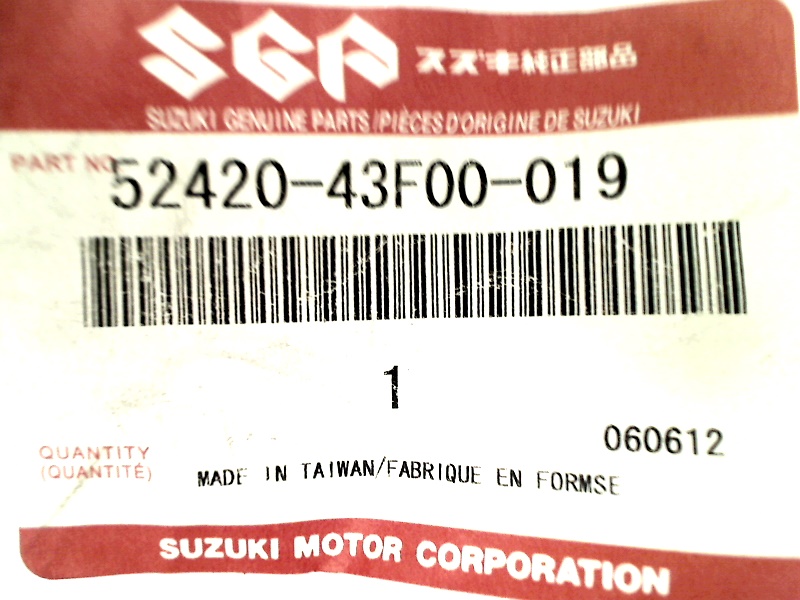 SGP スズキ純正部品
SUZUKI GENUINE PARTS/PIÈCES D'ORIGINE DE SUZUKI
PART NO 52420-43F00-019
1
060612
QUANTITY
(QUANTITÉ)
MADE IN TAIWAN/FABRIQUE EN FORMSE
SUZUKI MOTOR CORPORATION